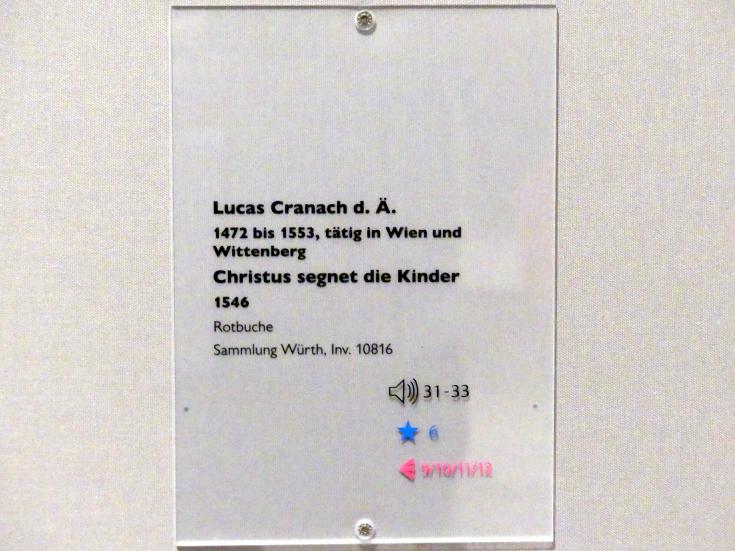 Lucas Cranach d. Ä.
1472 bis 1553, tätig in Wien und
Wittenberg
Christus segnet die Kinder
1546
Rotbuche
Sammlung Würth, Inv. 10816
31-33
6
9/10/11/12